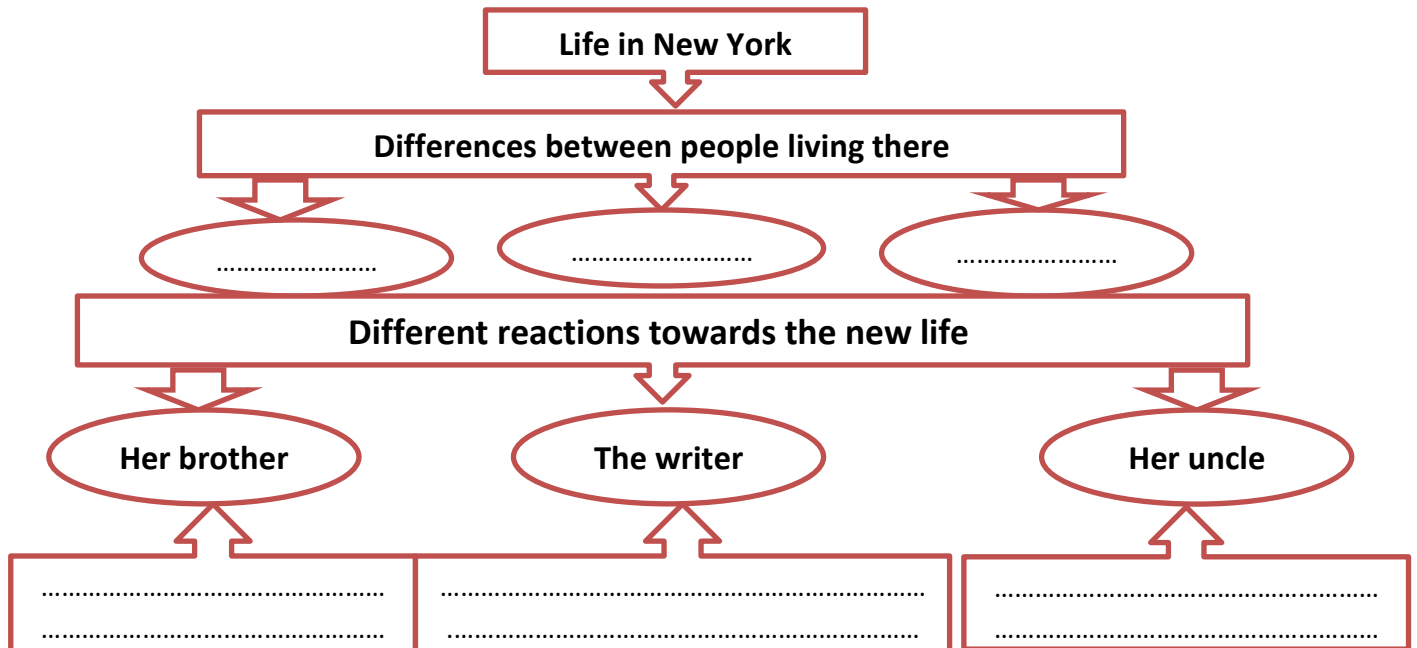 Life in New York
Differences between people living there
…………………… ……………………… ……………………
Different reactions towards the new life
Her brother The writer Her uncle
…………………………………………… ……………………………………………………………… …………………………………………………
…………………………………………… …………………………………………………………… …………………………………………………